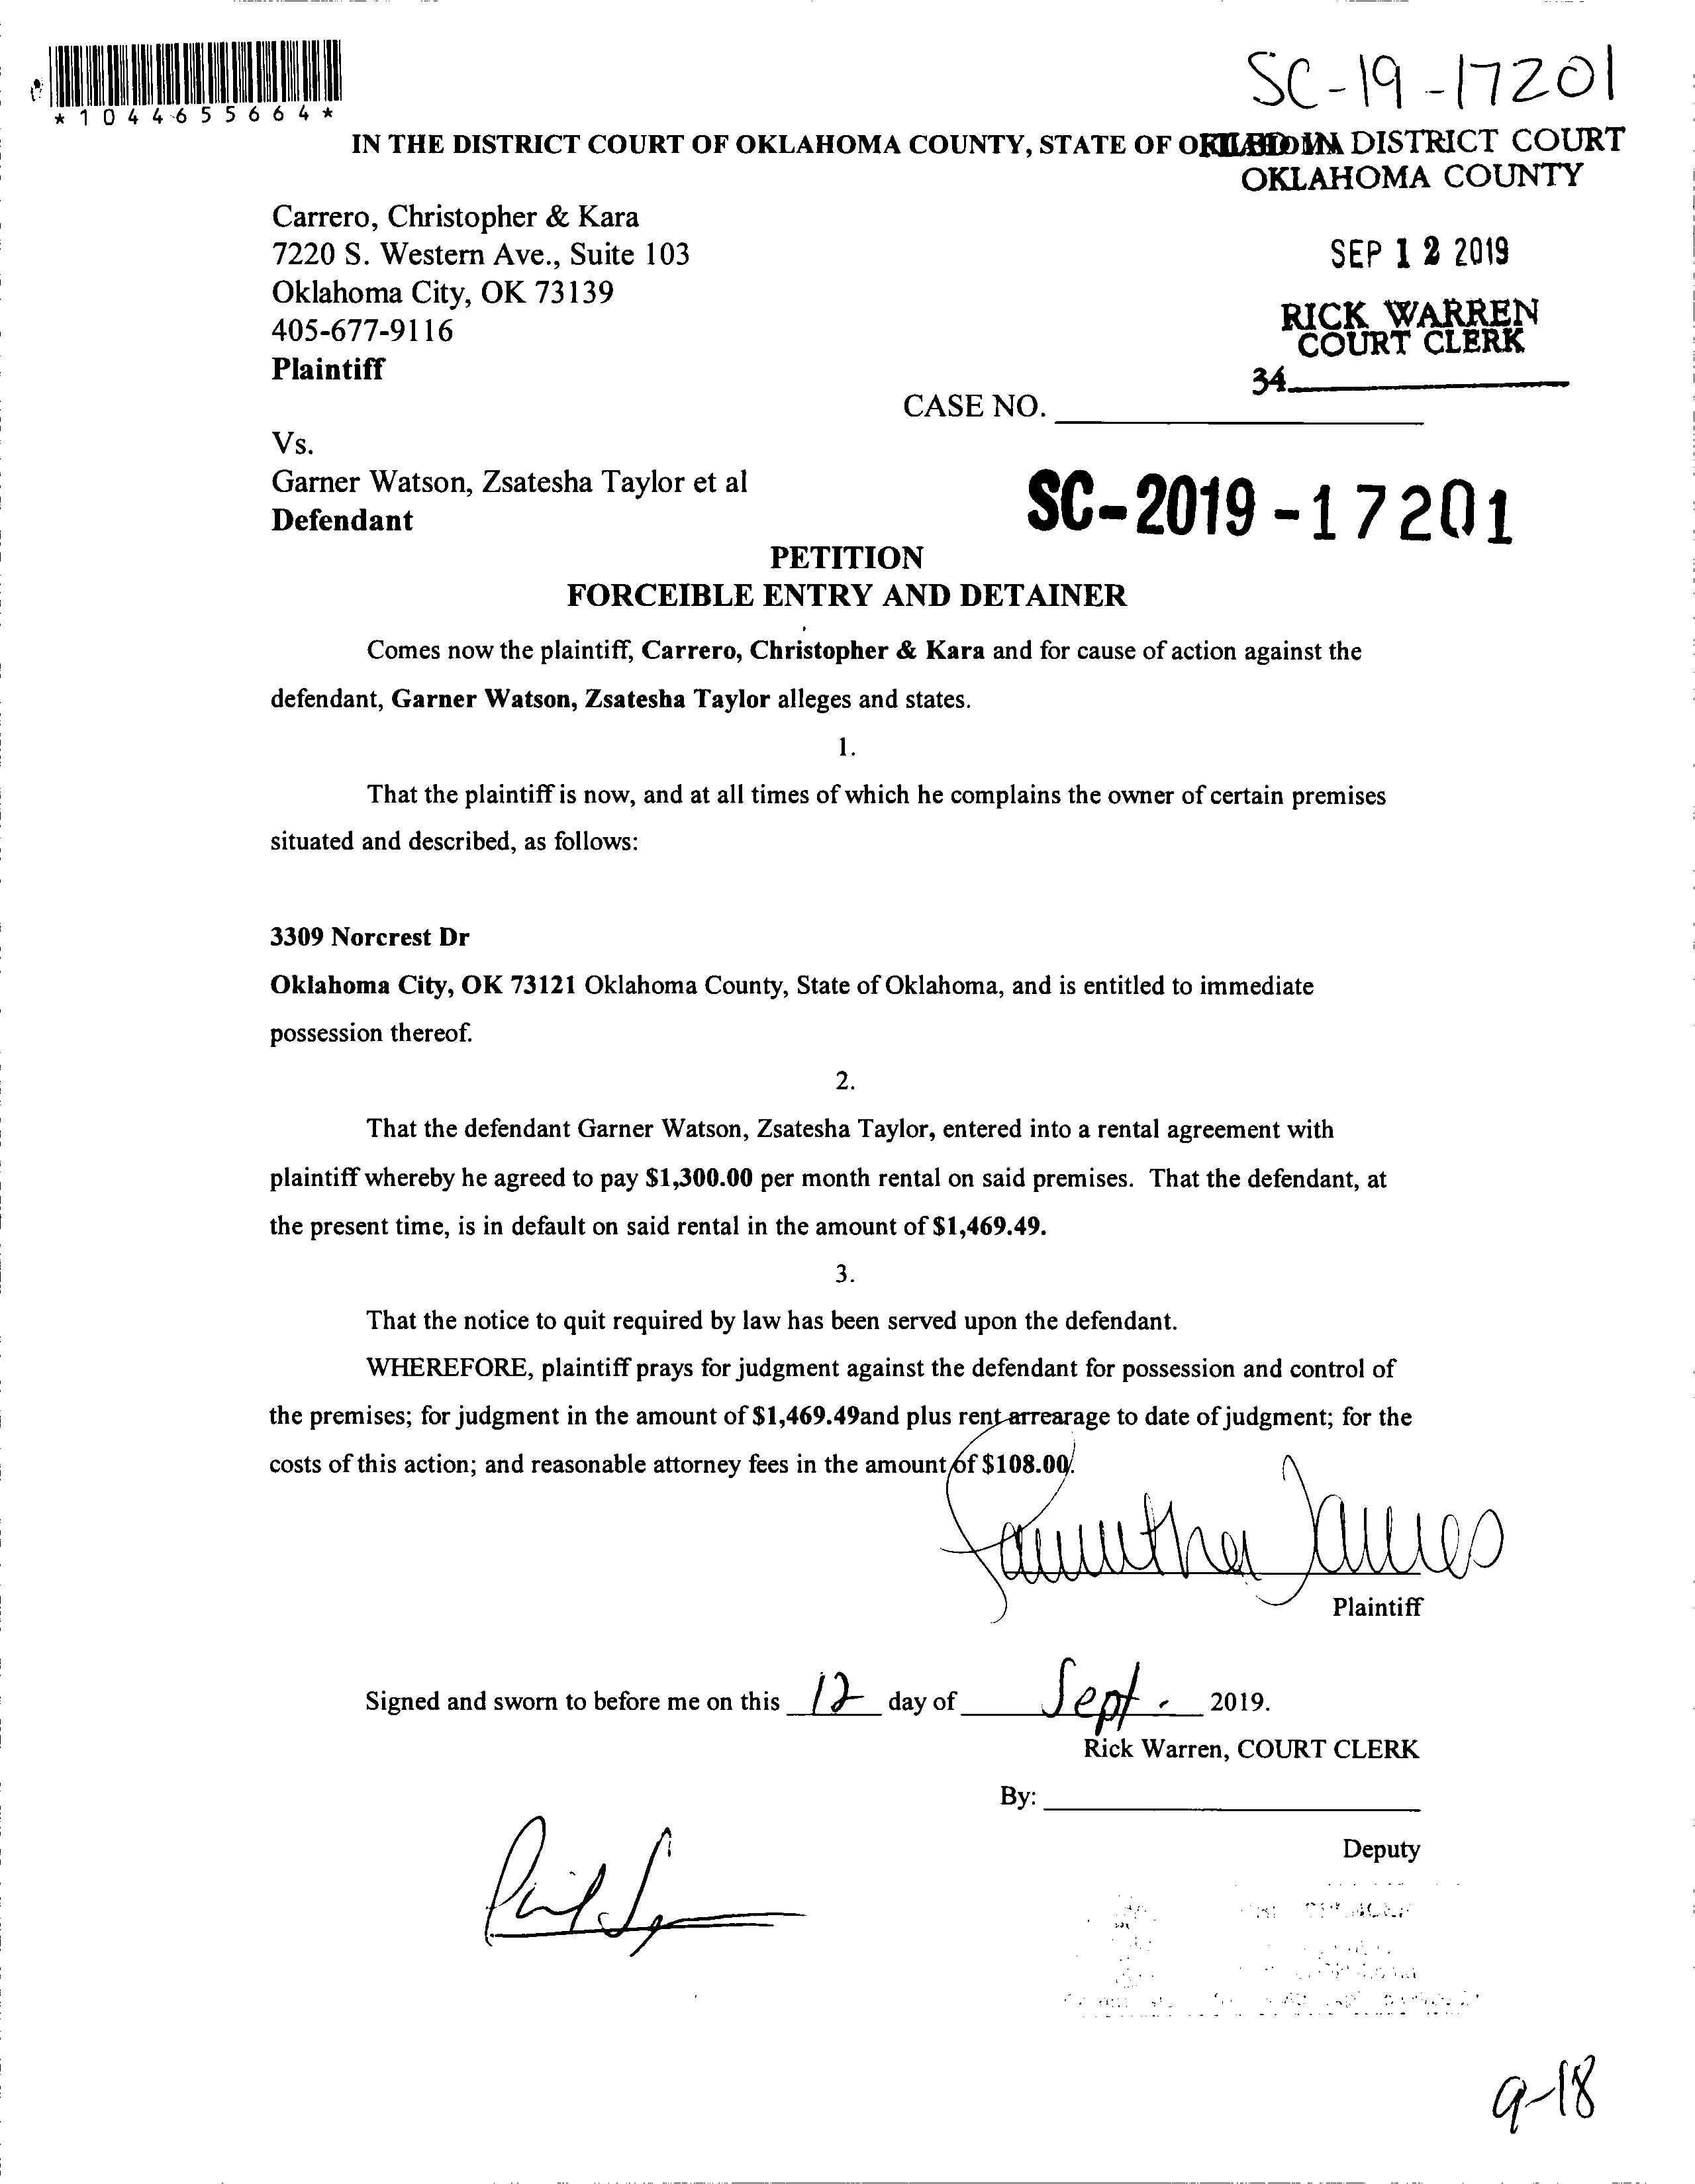 SC-19-17201
*1044655664*
IN THE DISTRICT COURT OF OKLAHOMA COUNTY, STATE OF OKLAHOMA
FILED IN DISTRICT COURT
OKLAHOMA COUNTY
Carrero, Christopher & Kara
7220 S. Western Ave., Suite 103
SEP 12 2019
Oklahoma City, OK 73139
405-677-9116
RICK WARREN
COURT CLERK
Plaintiff
34
CASE NO.
Vs.
Garner Watson, Zsatesha Taylor et al
SC-2019-17201
Defendant
PETITION
FORCEIBLE ENTRY AND DETAINER
Comes now the plaintiff, Carrero, Christopher & Kara and for cause of action against the
defendant, Garner Watson, Zsatesha Taylor alleges and states.
1.
That the plaintiff is now, and at all times of which he complains the owner of certain premises
situated and described, as follows:
3309 Norcrest Dr
Oklahoma City, OK 73121 Oklahoma County, State of Oklahoma, and is entitled to immediate
possession thereof.
2.
That the defendant Garner Watson, Zsatesha Taylor, entered into a rental agreement with
plaintiff whereby he agreed to pay $1,300.00 per month rental on said premises. That the defendant, at
the present time, is in default on said rental in the amount of $1,469.49.
3.
That the notice to quit required by law has been served upon the defendant.
WHEREFORE, plaintiff prays for judgment against the defendant for possession and control of
the premises; for judgment in the amount of $1,469.49and plus rent arrearage to date of judgment; for the
costs of this action; and reasonable attorney fees in the amount of $108.00.
Samantha James
Plaintiff
Signed and sworn to before me on this 12 day of Sept. 2019.
Rick Warren, COURT CLERK
By:
Deputy
9-18